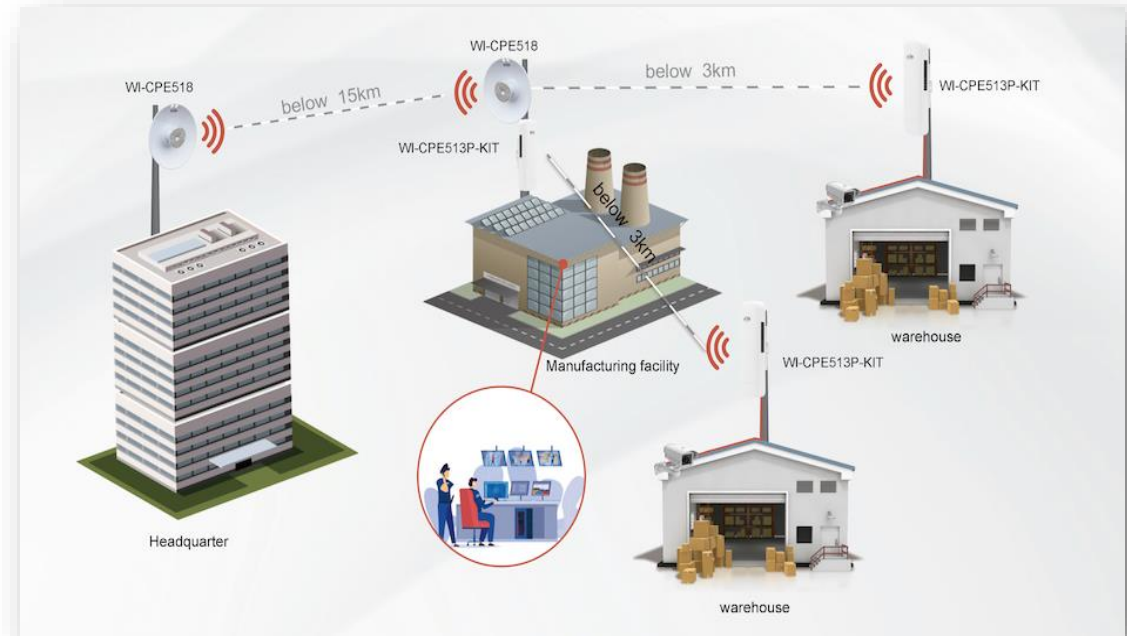 WI-CPE518
WI-CPE518
below 15km
below 3km
WI-CPE513P-KIT
WI-CPE513P-KIT
below 3km
warehouse
Manufacturing facility
WI-CPE513P-KIT
Headquarter
warehouse